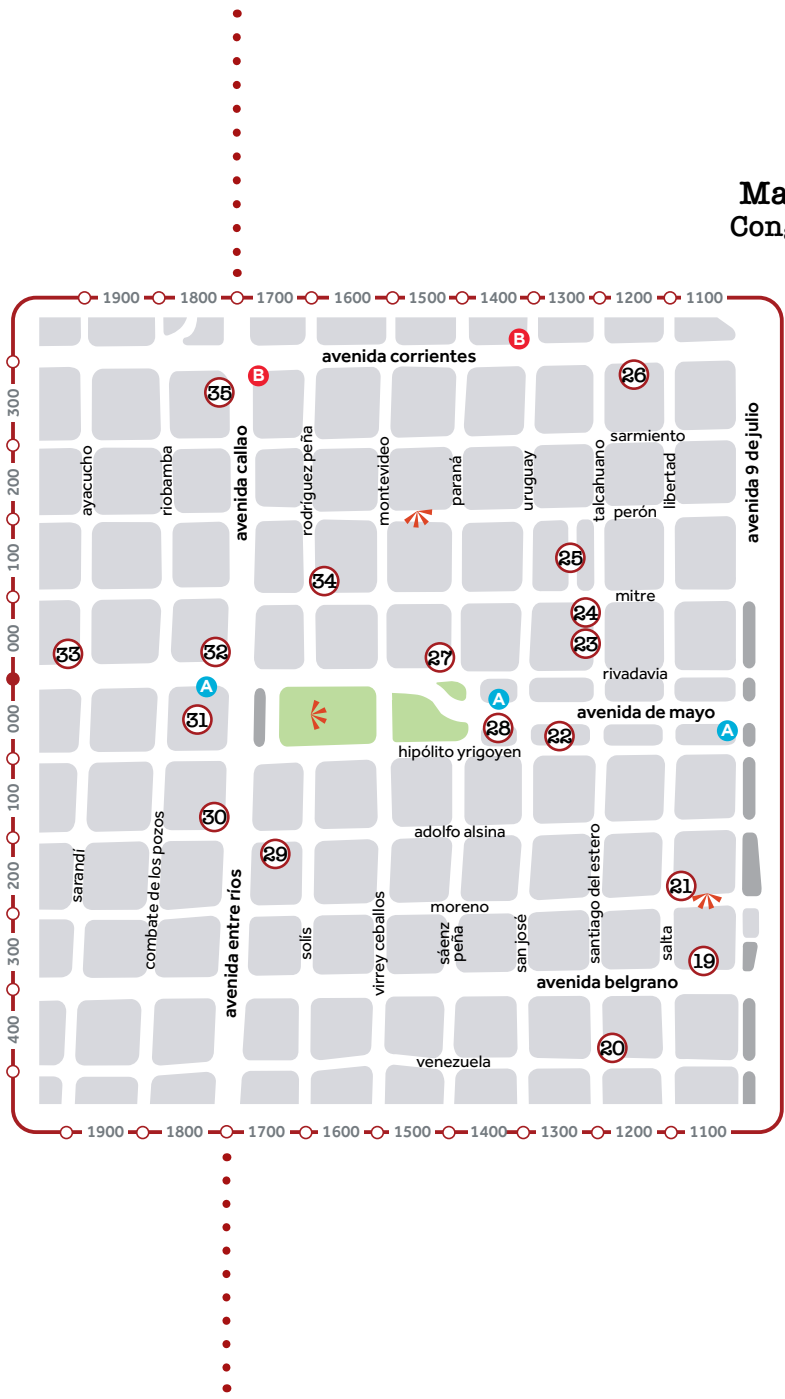 Ma
Con
1900 1800 1700 1600 1500 1400 1300 1200 1100
B
avenida corrientes
B
26
35
300
sarmiento
ayacucho
riobamba
avenida callao
rodríguez peña
montevideo
paraná
uruguay
talcahuano
libertad
avenida 9 de julio
200
perón
100
25
34
mitre
24
000
33
32
27
23
rivadavia
A
A
31
28
22
avenida de mayo
A
000
hipólito yrigoyen
100
30
adolfo alsina
29
sarandí
combate de los pozos
avenida entre ríos
solís
virrey ceballos
sáenz
peña
san josé
santiago del estero
salta
200
21
moreno
300
19
avenida belgrano
400
20
venezuela
1900 1800 1700 1600 1500 1400 1300 1200 1100